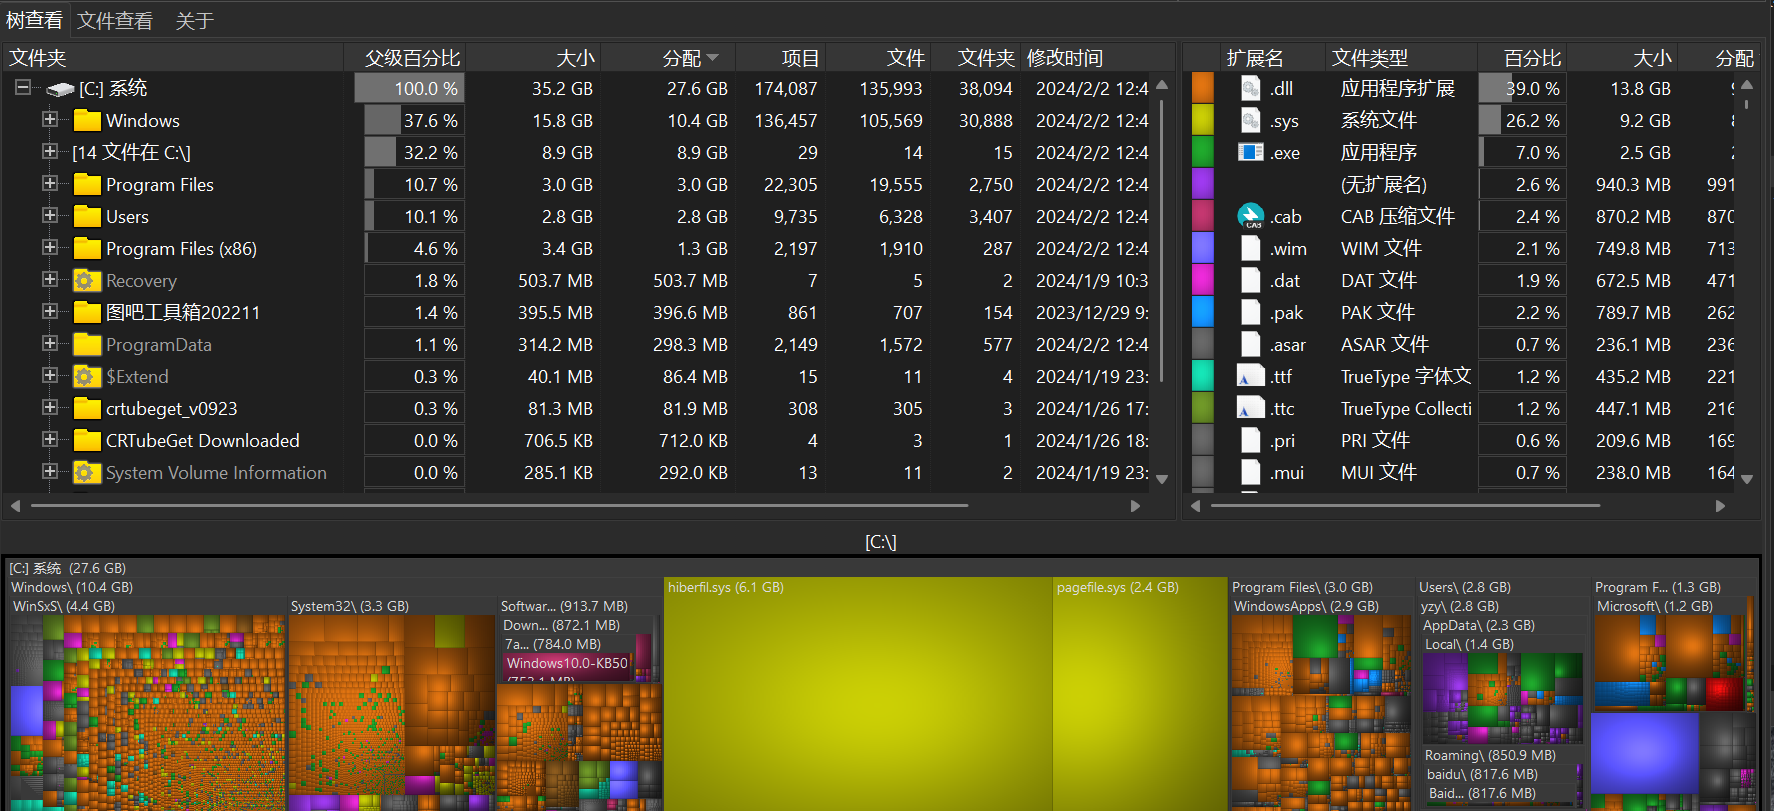 树查看 文件查看 关于
文件夹 父级百分比 大小 分配 项目 文件 文件夹 修改时间
[C:] 系统 100.0 % 35.2 GB 27.6 GB 174,087 135,993 38,094 2024/2/2 12:4
Windows 37.6 % 15.8 GB 10.4 GB 136,457 105,569 30,888 2024/2/2 12:4
[14 文件在 C:\] 32.2 % 8.9 GB 8.9 GB 29 14 15 2024/2/2 12:4
Program Files 10.7 % 3.0 GB 3.0 GB 22,305 19,555 2,750 2024/2/2 12:4
Users 10.1 % 2.8 GB 2.8 GB 9,735 6,328 3,407 2024/2/2 12:4
Program Files (x86) 4.6 % 3.4 GB 1.3 GB 2,197 1,910 287 2024/2/2 12:4
Recovery 1.8 % 503.7 MB 503.7 MB 7 5 2 2024/1/9 10:3
图吧工具箱202211 1.4 % 395.5 MB 396.6 MB 861 707 154 2023/12/29 9:
ProgramData 1.1 % 314.2 MB 298.3 MB 2,149 1,572 577 2024/2/2 12:4
$Extend 0.3 % 40.1 MB 86.4 MB 15 11 4 2024/1/19 23:
crtubeget_v0923 0.3 % 81.3 MB 81.9 MB 308 305 3 2024/1/26 17:
CRTubeGet Downloaded 0.0 % 706.5 KB 712.0 KB 4 3 1 2024/1/26 18:
System Volume Information 0.0 % 285.1 KB 292.0 KB 13 11 2 2024/1/19 23:
扩展名 文件类型 百分比 大小 分配
.dll 应用程序扩展 39.0 % 13.8 GB
.sys 系统文件 26.2 % 9.2 GB
.exe 应用程序 7.0 % 2.5 GB
(无扩展名) 2.6 % 940.3 MB 991
CAB .cab CAB 压缩文件 2.4 % 870.2 MB 870
.wim WIM 文件 2.1 % 749.8 MB 713
.dat DAT 文件 1.9 % 672.5 MB 471
.pak PAK 文件 2.2 % 789.7 MB 262
.asar ASAR 文件 0.7 % 236.1 MB 236
.ttf TrueType 字体文 1.2 % 435.2 MB 221
.ttc TrueType Collecti 1.2 % 447.1 MB 216
.pri PRI 文件 0.6 % 209.6 MB 169
.mui MUI 文件 0.7 % 238.0 MB 164
[C:\]
[C:] 系统 (27.6 GB)
Windows\ (10.4 GB)
WinSxS\ (4.4 GB)
System32\ (3.3 GB)
Softwar... (913.7 MB)
Down... (872.1 MB)
7a... (784.0 MB)
Windows10.0-KB50
hiberfil.sys (6.1 GB)
pagefile.sys (2.4 GB)
Program Files\ (3.0 GB)
WindowsApps\ (2.9 GB)
Users\ (2.8 GB)
yzy\ (2.8 GB)
AppData\ (2.3 GB)
Local\ (1.4 GB)
Roaming\ (850.9 MB)
baidu\ (817.6 MB)
Baid... (817.6 MB)
Program F... (1.3 GB)
Microsoft\ (1.2 GB)